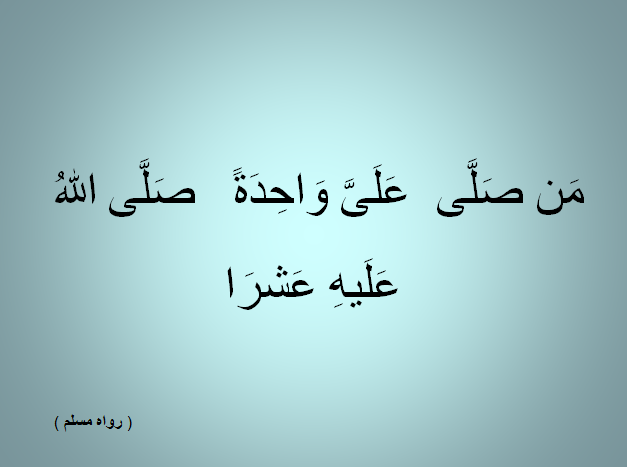 مَن صَلَّى عَلَىَّ وَاحِدَةً صَلَّى اللهُ
عَلَيهِ عَشرَا
( رواه مسلم )